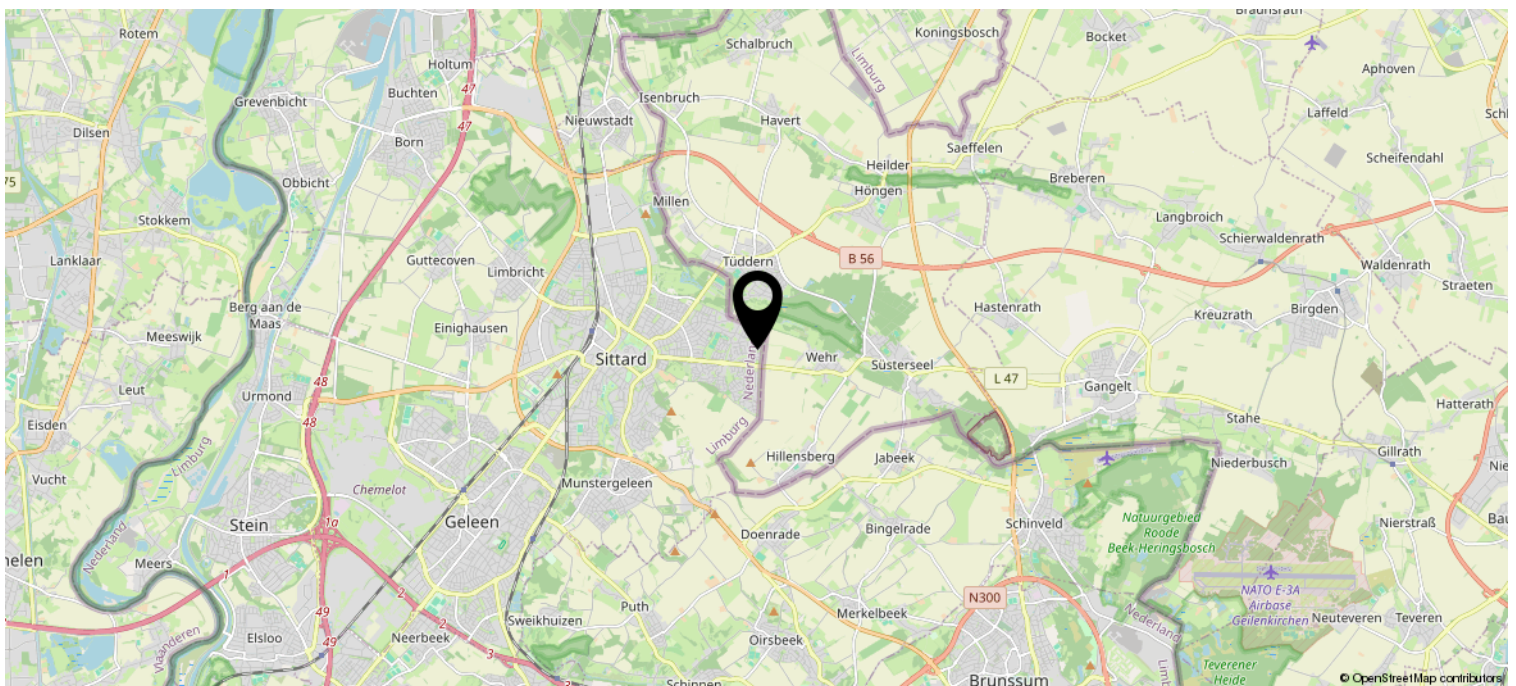 Rotem
Schalbruch
Koningsbosch
Bocket
Limburg
Holtum
Aphoven
47
Buchten
Isenbruch
Grevenbicht
Nieuwstadt
Havert
Laffeld
47
Dilsen
Born
Saeffelen
Scheifendahl
Heilder
75
Obbicht
Höngen
Breberen
Millen
Stokkem
Langbroich
Schierwaldenrath
Lanklaar
Guttecoven
Limbricht
Tüddern
B 56
Waldenrath
Straeten
Berg aan de
Maas
Hastenrath
Birgden
Kreuzrath
Meeswijk
Einighausen
Sittard
Wehr
Süsterseel
Nederland
48
L 47
Gangelt
Leut
Urmond
Hatterath
48
Stahe
Eisden
Limburg
Limburg
Hillensberg
Jabeek
Gillrath
Niederbusch
Vucht
Munstergeleen
Chemelot
Stein
1a
Geleen
Schinveld
Natuurgebied
Roode
Beek-Heringsbosch
Nierstraß
Bingelrade
Doenrade
Nederland
Meers
1
2
NATO E-3A
Airbase
Geilenkirchen
N300
Puth
Merkelbeek
49
Sweikhuizen
Nederland
Neuteveren
Teveren
Vlaanderen
Elsloo
Neerbeek
2
Oirsbeek
49
3
Teverener
Heide
Schinnen
Brunssum
© OpenStreetMap contributors